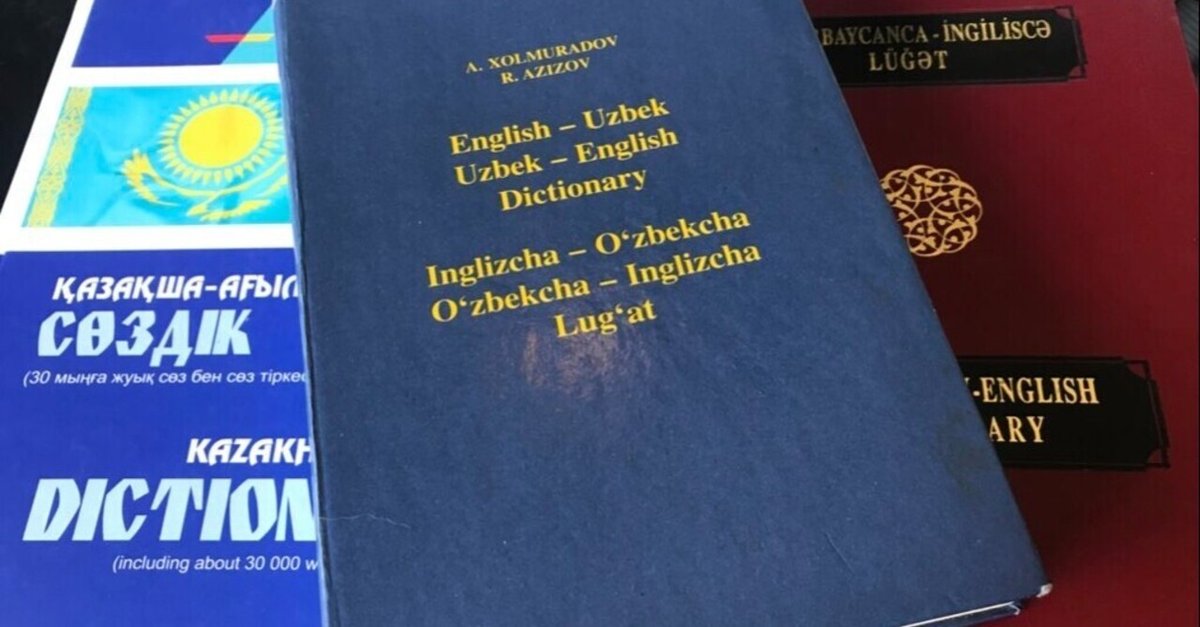 ҚАЗАҚША-АҒЫЛ
СӨЗДІК
(30 мыңға жуық сөз бен сөз тіркес
KAZAKH
DICTION
(including about 30 000 w
A. XOLMURADOV
R. AZIZOV
English – Uzbek
Uzbek – English
Dictionary
Inglizcha – O‘zbekcha
O‘zbekcha – Inglizcha
Lug‘at
BAYCANCA - İNGİLİSCƏ
LÜĞƏT
-ENGLISH
ARY